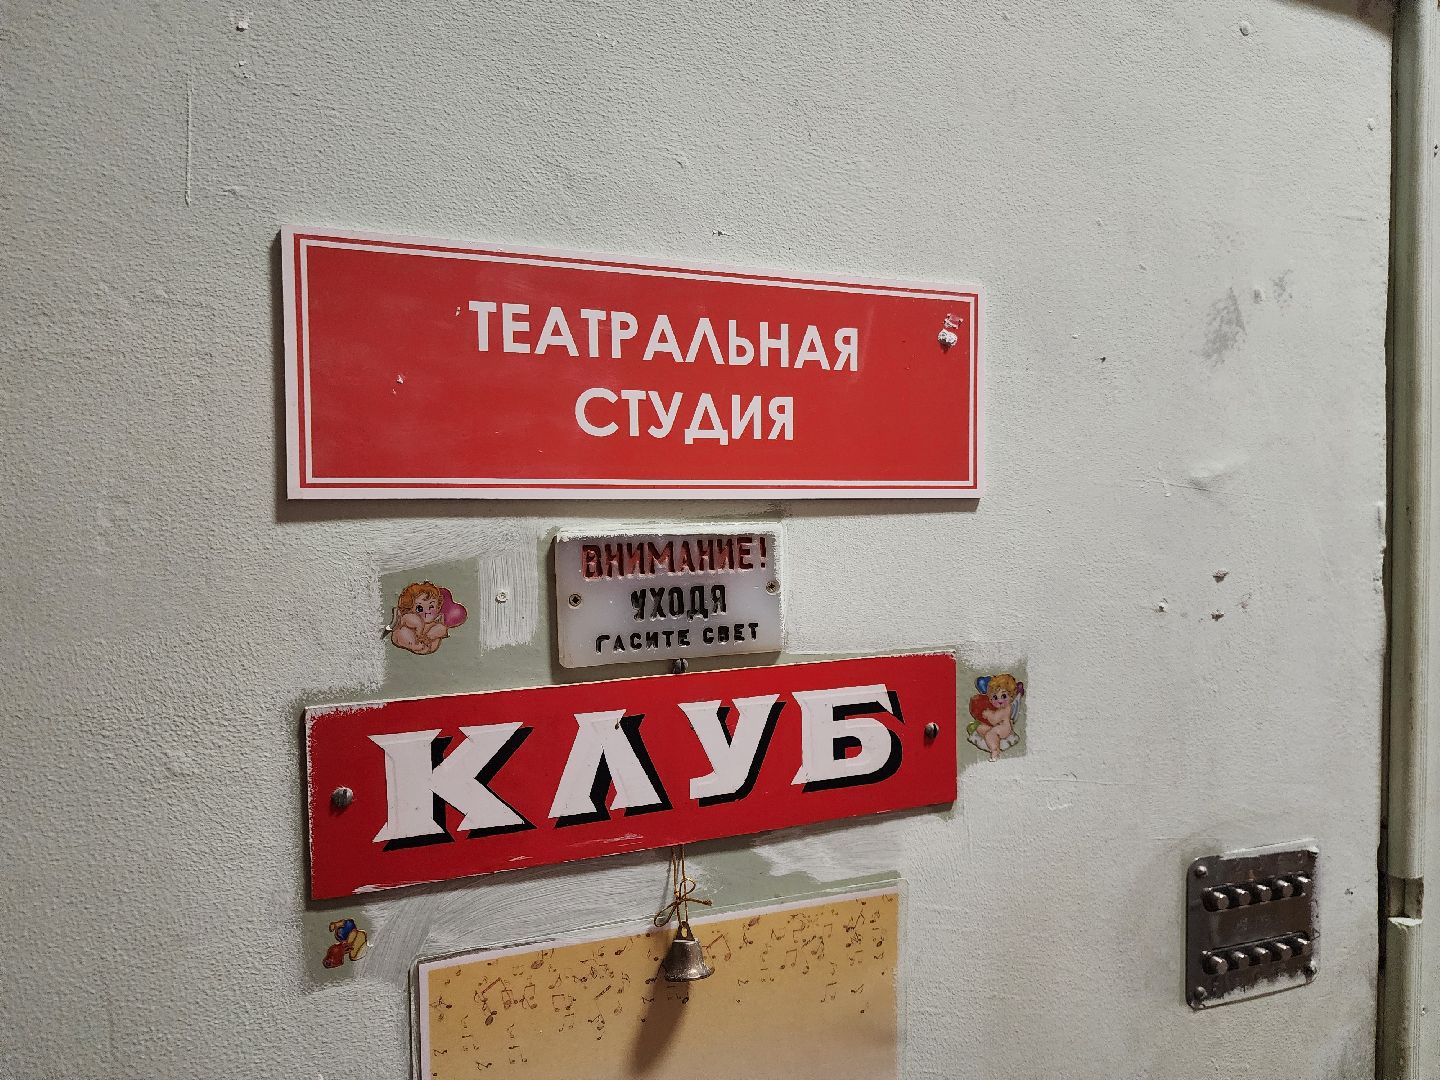 ТЕАТРАЛЬНАЯ
СТУДИЯ
ВНИМАНИЕ!
УХОДЯ
ГАСИТЕ СВЕТ
КЛУБ